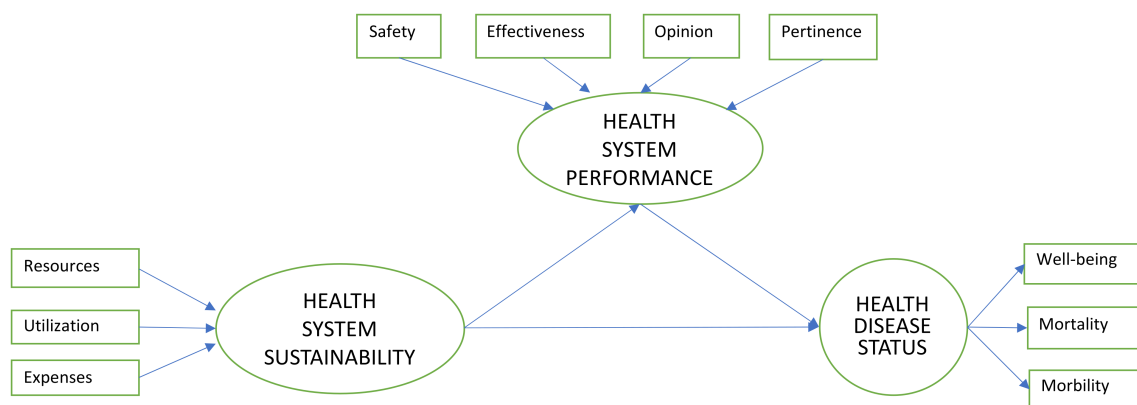 Safety
Effectiveness
Opinion
Pertinence
HEALTH
SYSTEM
PERFORMANCE
Resources
Utilization
Expenses
HEALTH
SYSTEM
SUSTAINABILITY
HEALTH
DISEASE
STATUS
Well-being
Mortality
Morbility